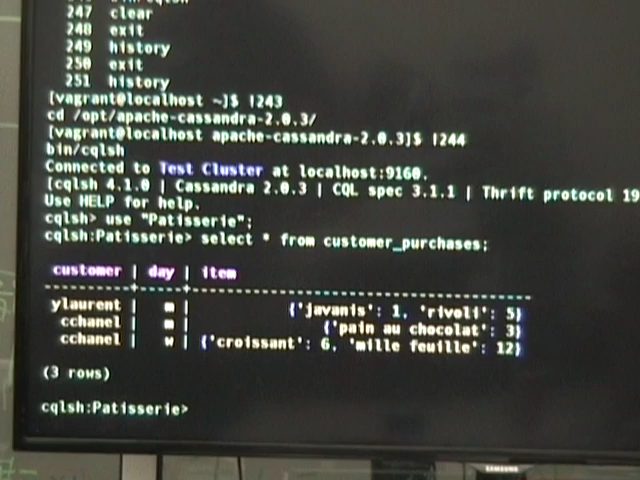 247 clear
248 exit
249 history
250 exit
251 history
[vagrant@localhost ~]$ !243
cd /opt/apache-cassandra-2.0.3/
[vagrant@localhost apache-cassandra-2.0.3]$ !244
bin/cqlsh
Connected to Test Cluster at localhost:9160.
[cqlsh 4.1.0 | Cassandra 2.0.3 | CQL spec 3.1.1 | Thrift protocol 19
Use HELP for help.
cqlsh> use "Patisserie";
cqlsh:Patisserie> select * from customer_purchases;
customer | day | item
----------+-----+----------------------------------------
ylaurent | m | {'javanis': 1, 'rivoli': 5}
cchanel | m | {'pain au chocolat': 3}
cchanel | w | {'croissant': 6, 'mille feuille': 12}
(3 rows)
cqlsh:Patisserie>
SAMSUNG